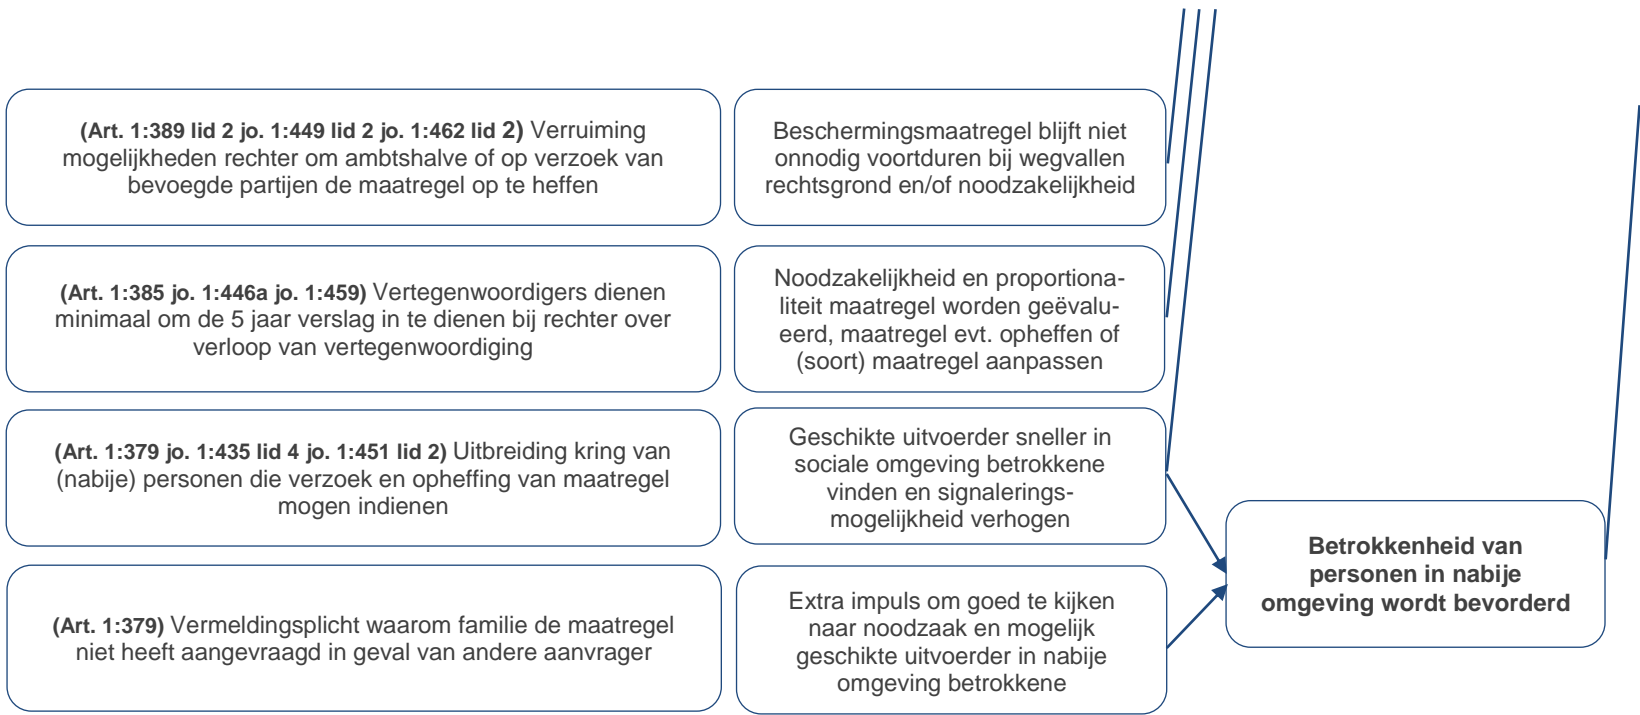 (Art. 1:389 lid 2 jo. 1:449 lid 2 jo. 1:462 lid 2) Verruiming
mogelijkheden rechter om ambtshalve of op verzoek van
bevoegde partijen de maatregel op te heffen
Beschermingsmaatregel blijft niet
onnodig voortduren bij wegvallen
rechtsgrond en/of noodzakelijkheid
(Art. 1:385 jo. 1:446a jo. 1:459) Vertegenwoordigers dienen
minimaal om de 5 jaar verslag in te dienen bij rechter over
verloop van vertegenwoordiging
Noodzakelijkheid en proportiona-
liteit maatregel worden geëvalu-
eerd, maatregel evt. opheffen of
(soort) maatregel aanpassen
(Art. 1:379 jo. 1:435 lid 4 jo. 1:451 lid 2) Uitbreiding kring van
(nabije) personen die verzoek en opheffing van maatregel
mogen indienen
Geschikte uitvoerder sneller in
sociale omgeving betrokkene
vinden en signalerings-
mogelijkheid verhogen
(Art. 1:379) Vermeldingsplicht waarom familie de maatregel
niet heeft aangevraagd in geval van andere aanvrager
Extra impuls om goed te kijken
naar noodzaak en mogelijk
geschikte uitvoerder in nabije
omgeving betrokkene
Betrokkenheid van
personen in nabije
omgeving wordt bevorderd